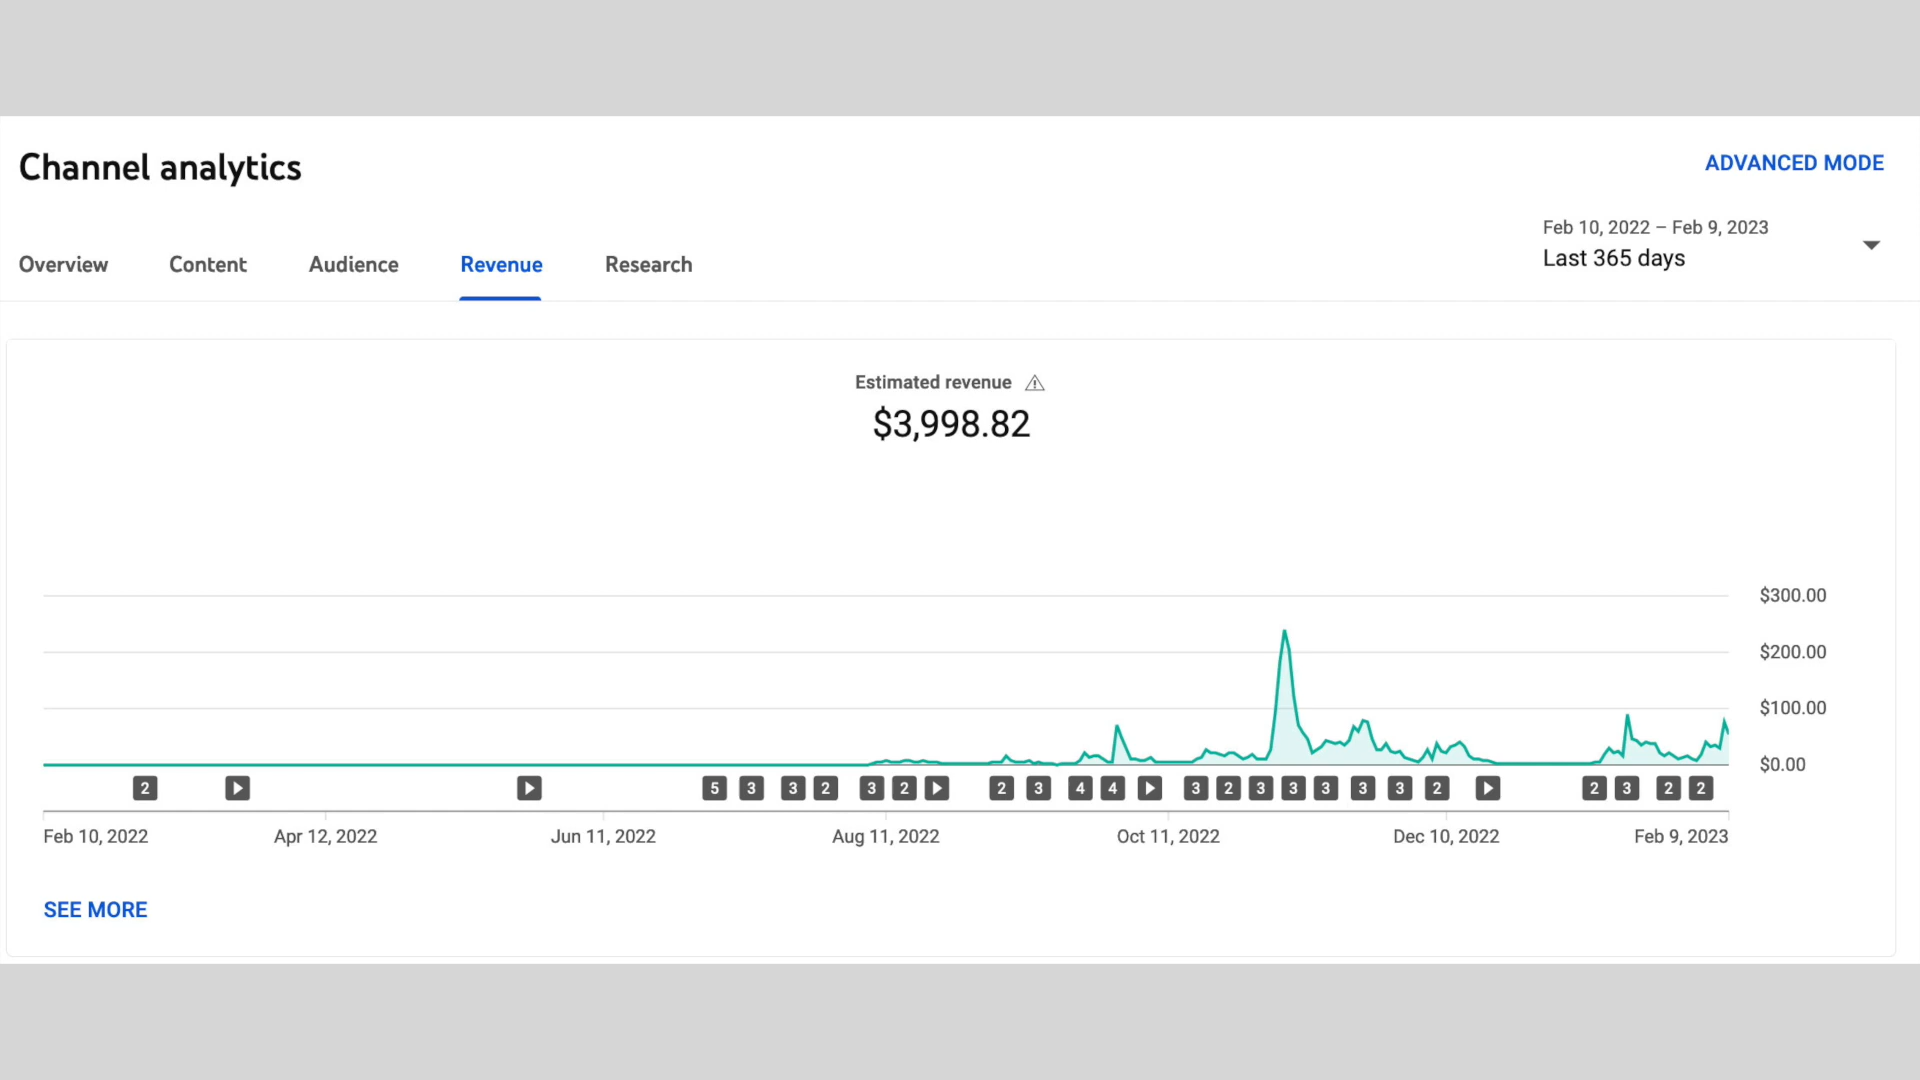 Channel analytics
ADVANCED MODE
Feb 10, 2022 – Feb 9, 2023
Last 365 days
Overview Content Audience Revenue Research
Estimated revenue
$3,998.82
$300.00
$200.00
$100.00
$0.00
2 5 3 3 2 3 2 2 3 4 4 3 2 3 3 3 3 3 2 2 3 2 2
Feb 10, 2022 Apr 12, 2022 Jun 11, 2022 Aug 11, 2022 Oct 11, 2022 Dec 10, 2022 Feb 9, 2023
SEE MORE